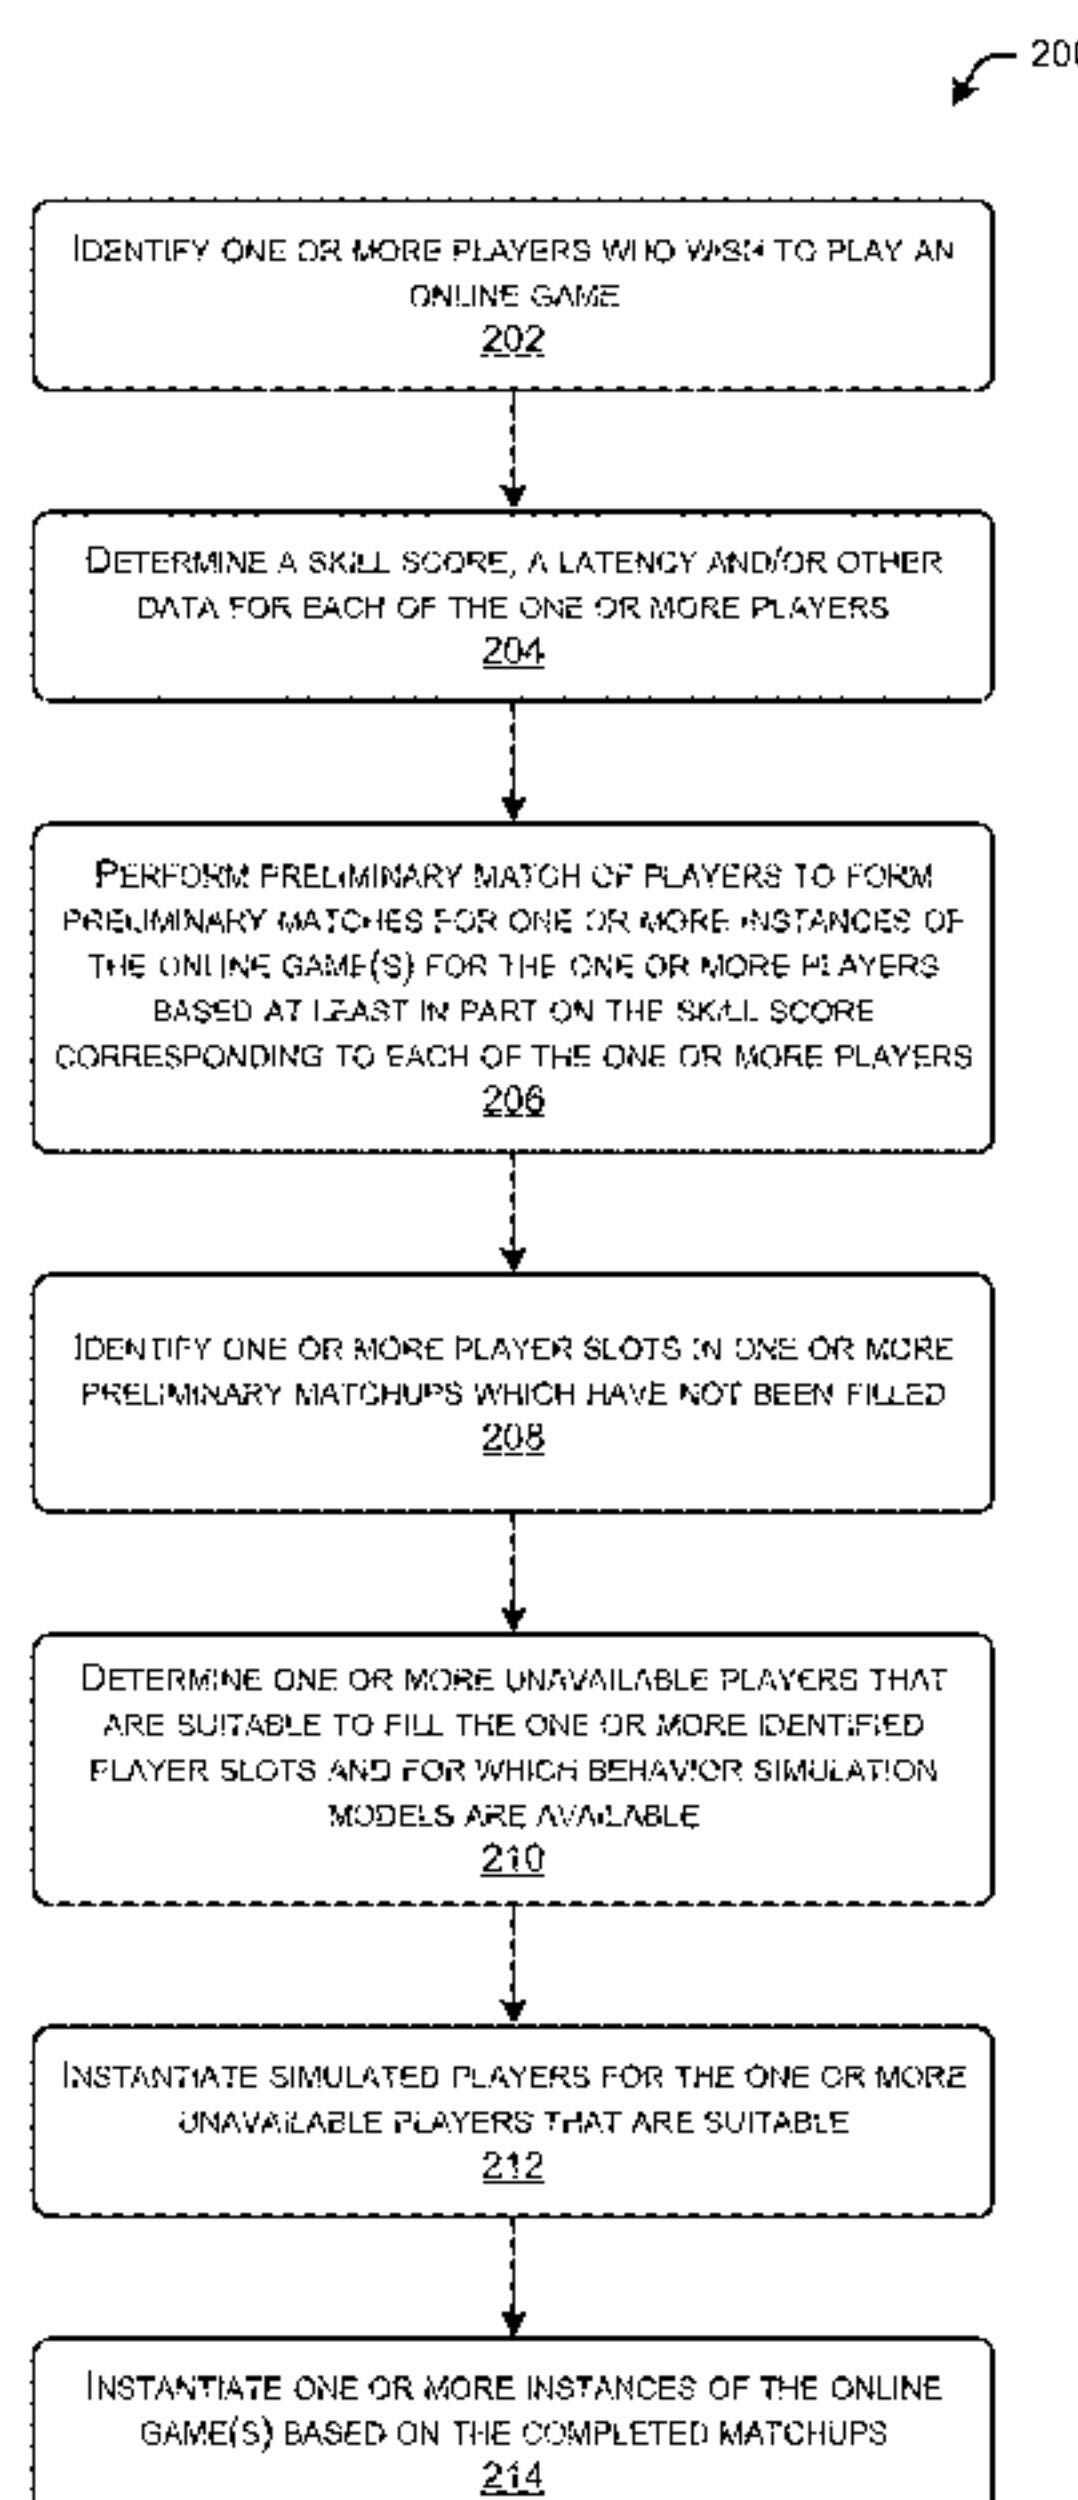 200
IDENTIFY ONE OR MORE PLAYERS WHO WISH TO PLAY AN
ONLINE GAME
202
DETERMINE A SKILL SCORE, A LATENCY AND/OR OTHER
DATA FOR EACH OF THE ONE OR MORE PLAYERS
204
PERFORM PRELIMINARY MATCH OF PLAYERS TO FORM
PRELIMINARY MATCHES FOR ONE OR MORE INSTANCES OF
THE ONLINE GAME(S) FOR THE ONE OR MORE PLAYERS
BASED AT LEAST IN PART ON THE SKILL SCORE
CORRESPONDING TO EACH OF THE ONE OR MORE PLAYERS
206
IDENTIFY ONE OR MORE PLAYER SLOTS IN ONE OR MORE
PRELIMINARY MATCHUPS WHICH HAVE NOT BEEN FILLED
208
DETERMINE ONE OR MORE UNAVAILABLE PLAYERS THAT
ARE SUITABLE TO FILL THE ONE OR MORE IDENTIFIED
PLAYER SLOTS AND FOR WHICH BEHAVIOR SIMULATION
MODELS ARE AVAILABLE
210
INSTANTIATE SIMULATED PLAYERS FOR THE ONE OR MORE
UNAVAILABLE PLAYERS THAT ARE SUITABLE
212
INSTANTIATE ONE OR MORE INSTANCES OF THE ONLINE
GAME(S) BASED ON THE COMPLETED MATCHUPS
214